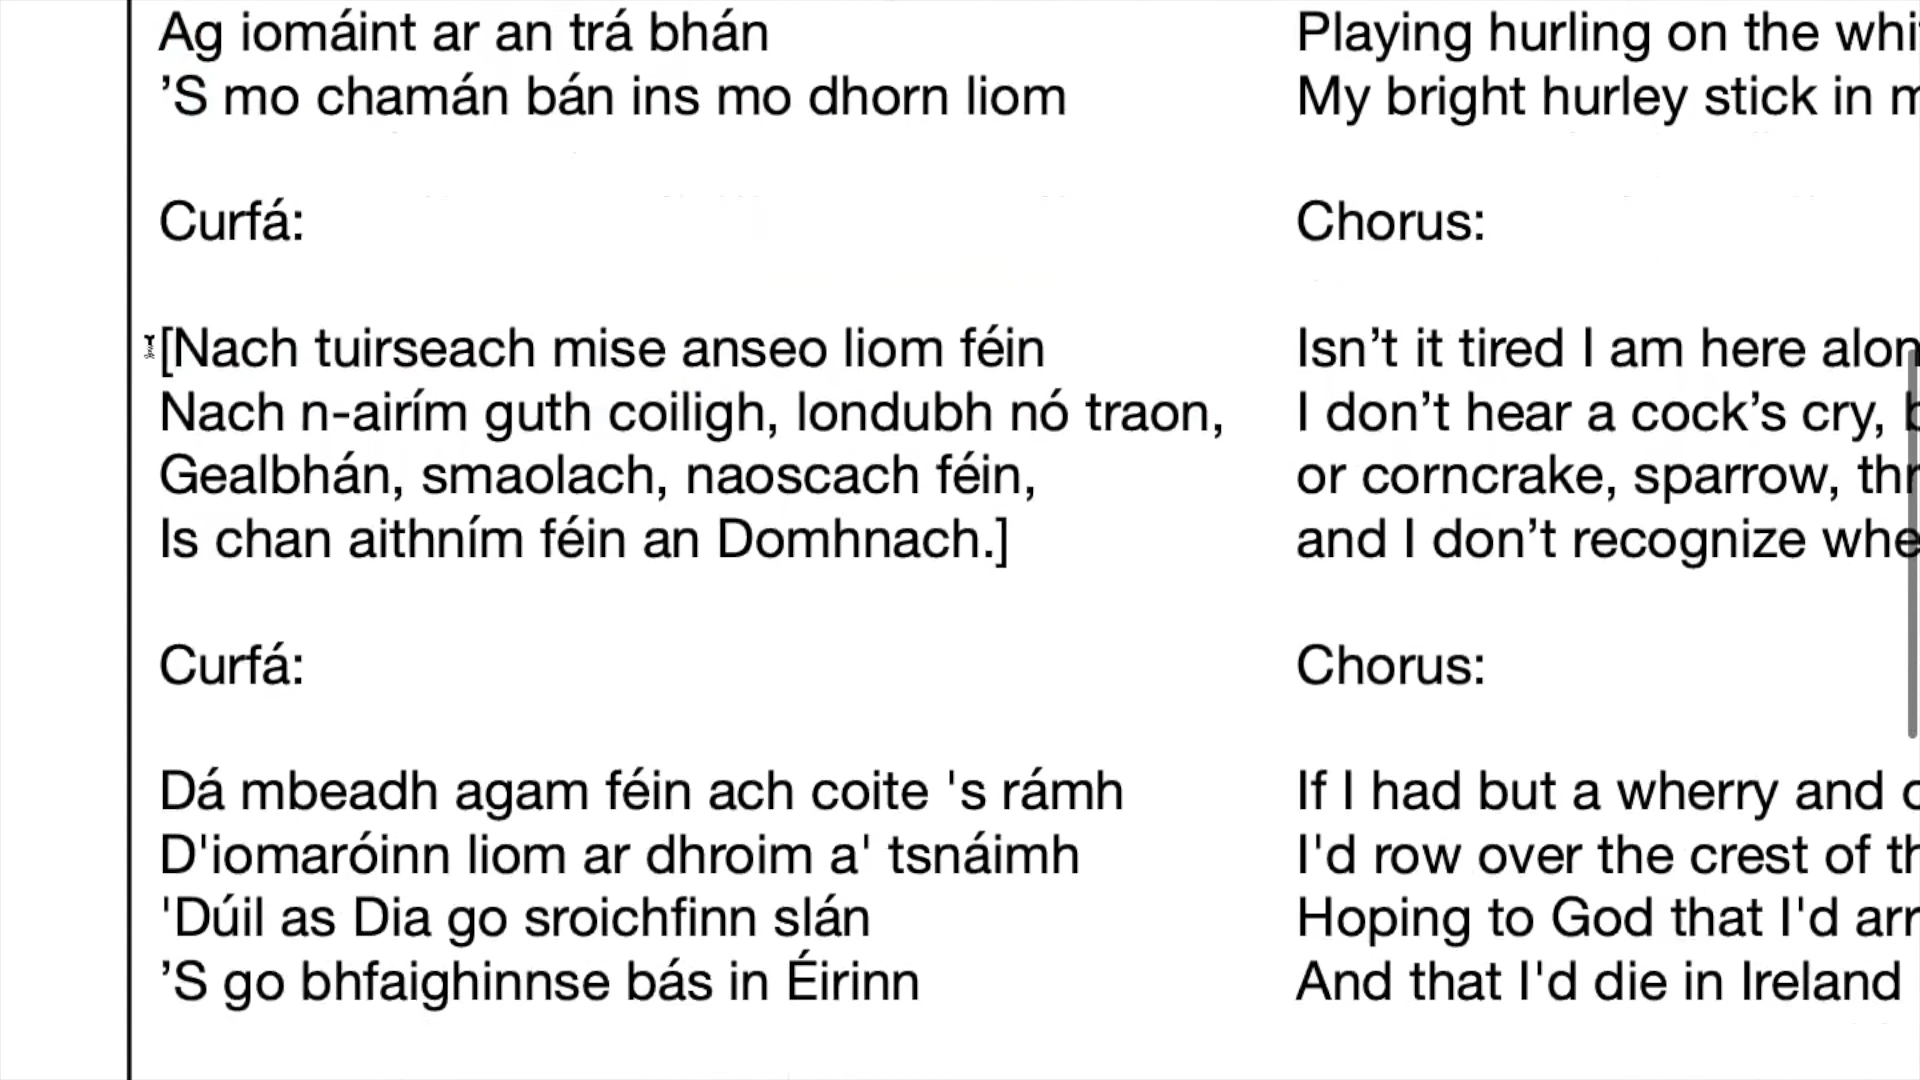 Ag iomáint ar an trá bhán
’S mo chamán bán ins mo dhorn liom
Curfá:
[Nach tuirseach mise anseo liom féin
Nach n-airím guth coiligh, londubh nó traon,
Gealbhán, smaolach, naoscach féin,
Is chan aithním féin an Domhnach.]
Curfá:
Dá mbeadh agam féin ach coite 's rámh
D'iomaróinn liom ar dhroim a' tsnáimh
'Dúil as Dia go sroichfinn slán
’S go bhfaighinnse bás in Éirinn
Playing hurling on the
My bright hurley stick in
Chorus:
Isn’t it tired I am here
I don’t hear a cock’s cry,
or corncrake, sparrow,
and I don’t recognize
Chorus:
If I had but a wherry and
I'd row over the crest of
Hoping to God that I'd
And that I'd die in Ireland